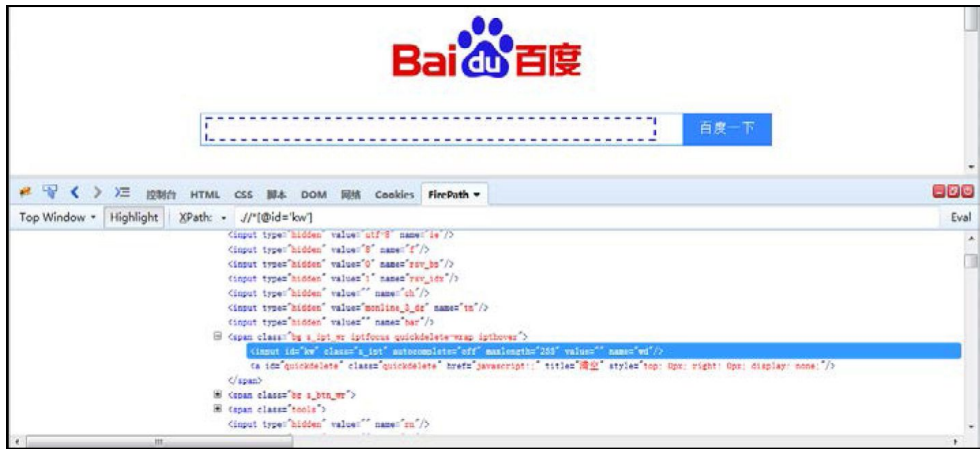 Bai du 百度
百度一下
控制台 HTML CSS 脚本 DOM 网络 Cookies FirePath
Top Window Highlight XPath: .//*[@id='kw'] Eval
<input type="hidden" value="utf-8" name="ie"/>
<input type="hidden" value="8" name="f"/>
<input type="hidden" value="0" name="rsv_bp"/>
<input type="hidden" value="1" name="rsv_idx"/>
<input type="hidden" value="" name="ch"/>
<input type="hidden" value="monline_3_dg" name="tn"/>
<input type="hidden" value="" name="bar"/>
<span class="bg s_ipt_wr iptfocus quickdelete-wrap ipthover">
<input id="kw" class="s_ipt" autocomplete="off" maxlength="255" value="" name="wd"/>
<a id="quickdelete" class="quickdelete" href="javascript:;" title="清空" style="top: 0px; right: 0px; display: none;"/>
</span>
<span class="bg s_btn_wr">
<span class="tools">
<input type="hidden" value="" name="rn"/>